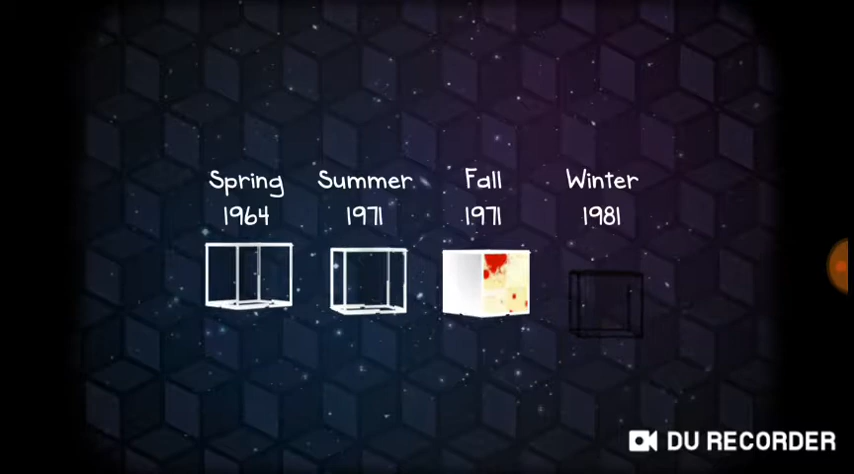 Spring Summer Fall Winter
1964 1971 1971 1981
DU RECORDER